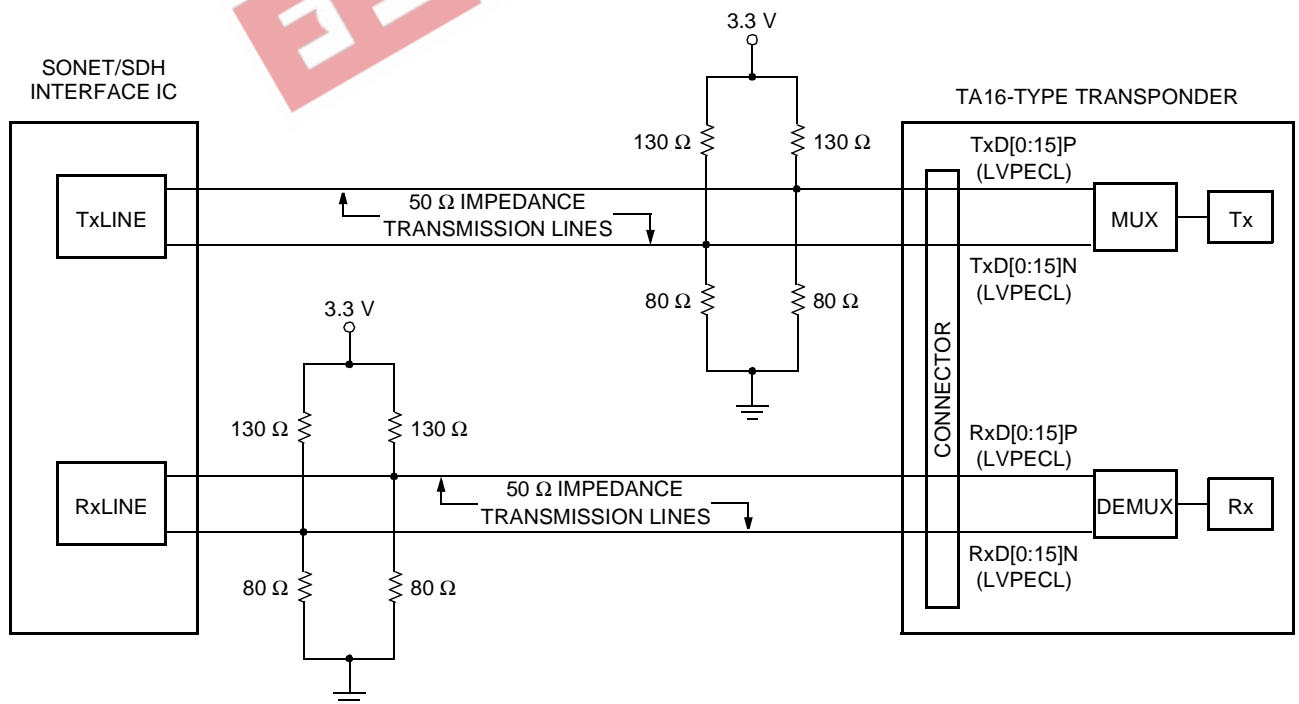 3.3 V
SONET/SDH
INTERFACE IC
TA16-TYPE TRANSPONDER
130 Ω
130 Ω
TxD[0:15]P
(LVPECL)
TxLINE
50 Ω IMPEDANCE
TRANSMISSION LINES
MUX
Tx
TxD[0:15]N
(LVPECL)
80 Ω
80 Ω
3.3 V
CONNECTOR
130 Ω
130 Ω
RxD[0:15]P
(LVPECL)
RxLINE
50 Ω IMPEDANCE
TRANSMISSION LINES
DEMUX
Rx
RxD[0:15]N
(LVPECL)
80 Ω
80 Ω